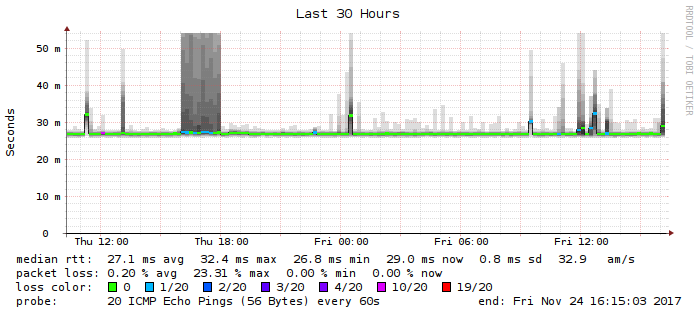 Last 30 Hours
RRDTOOL / TOBI OETIKER
Seconds
50 m
40 m
30 m
20 m
10 m
0
Thu 12:00 Thu 18:00 Fri 00:00 Fri 06:00 Fri 12:00
median rtt: 27.1 ms avg 32.4 ms max 26.8 ms min 29.0 ms now 0.8 ms sd 32.9 am/s
packet loss: 0.20 % avg 23.31 % max 0.00 % min 0.00 % now
loss color: 0 1/20 2/20 3/20 4/20 10/20 19/20
probe: 20 ICMP Echo Pings (56 Bytes) every 60s end: Fri Nov 24 16:15:03 2017